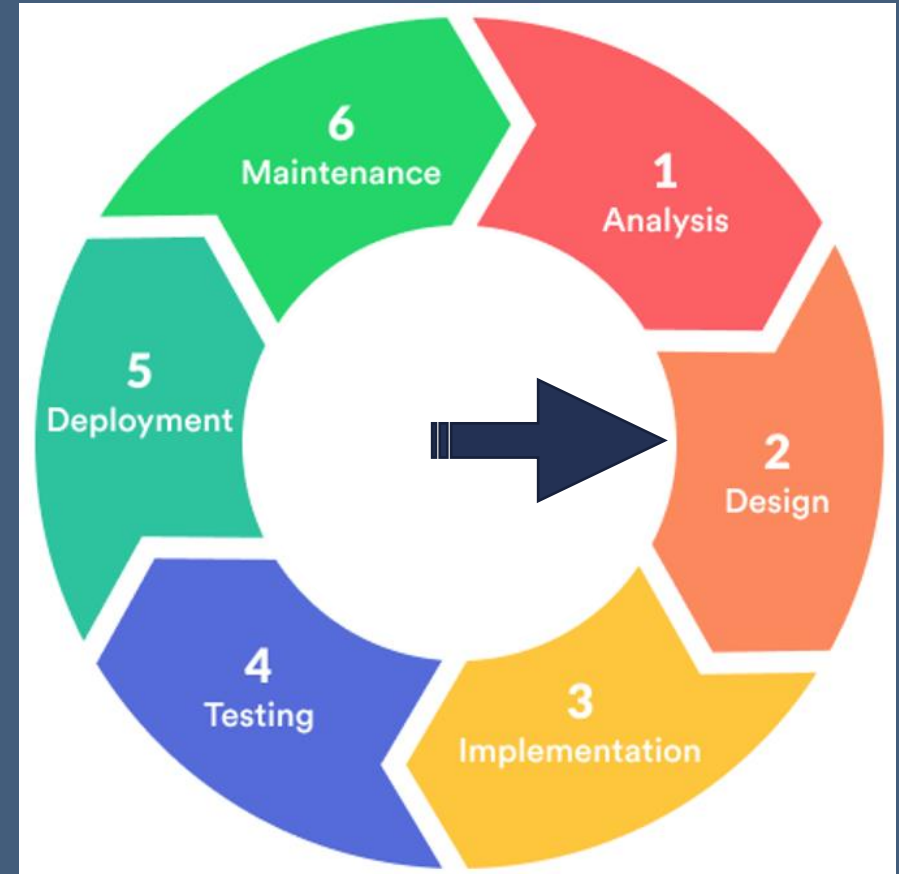 1
Analysis
2
Design
3
Implementation
4
Testing
5
Deployment
6
Maintenance